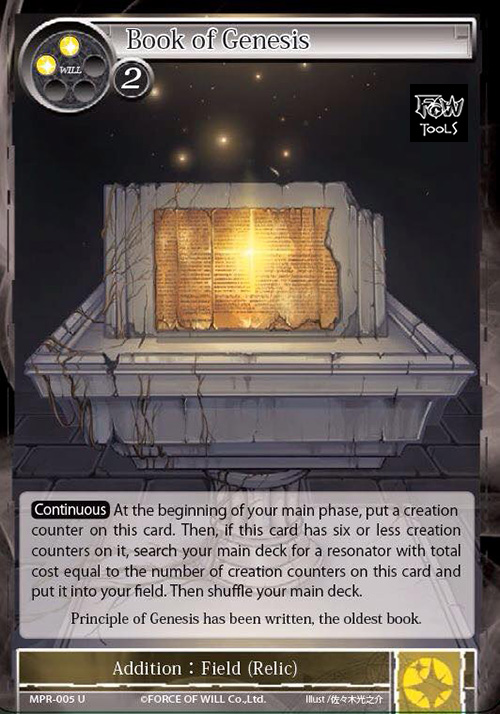 Book of Genesis
WILL
2
FoW
TOOLS
Continuous At the beginning of your main phase, put a creation
counter on this card. Then, if this card has six or less creation
counters on it, search your main deck for a resonator with total
cost equal to the number of creation counters on this card and
put it into your field. Then shuffle your main deck.
Principle of Genesis has been written, the oldest book.
Addition : Field (Relic)
MPR-005 U ©FORCE OF WILL Co.,Ltd. Illust /佐々木光之介